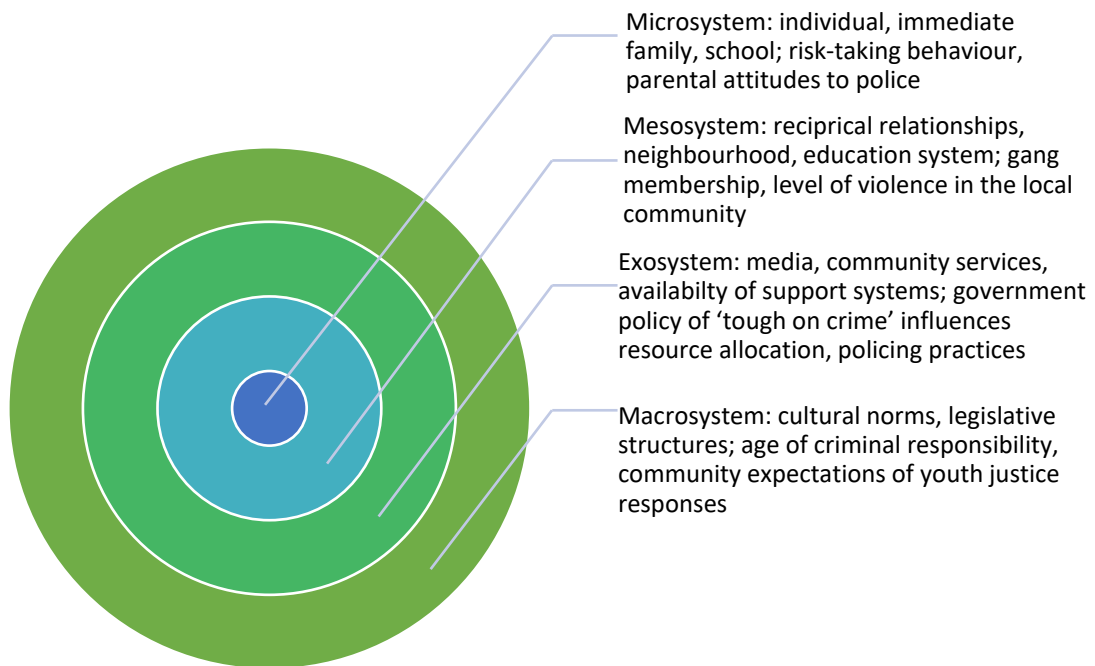 Microsystem: individual, immediate
family, school; risk-taking behaviour,
parental attitudes to police
Mesosystem: reciprical relationships,
neighbourhood, education system; gang
membership, level of violence in the local
community
Exosystem: media, community services,
availabilty of support systems; government
policy of ‘tough on crime’ influences
resource allocation, policing practices
Macrosystem: cultural norms, legislative
structures; age of criminal responsibility,
community expectations of youth justice
responses